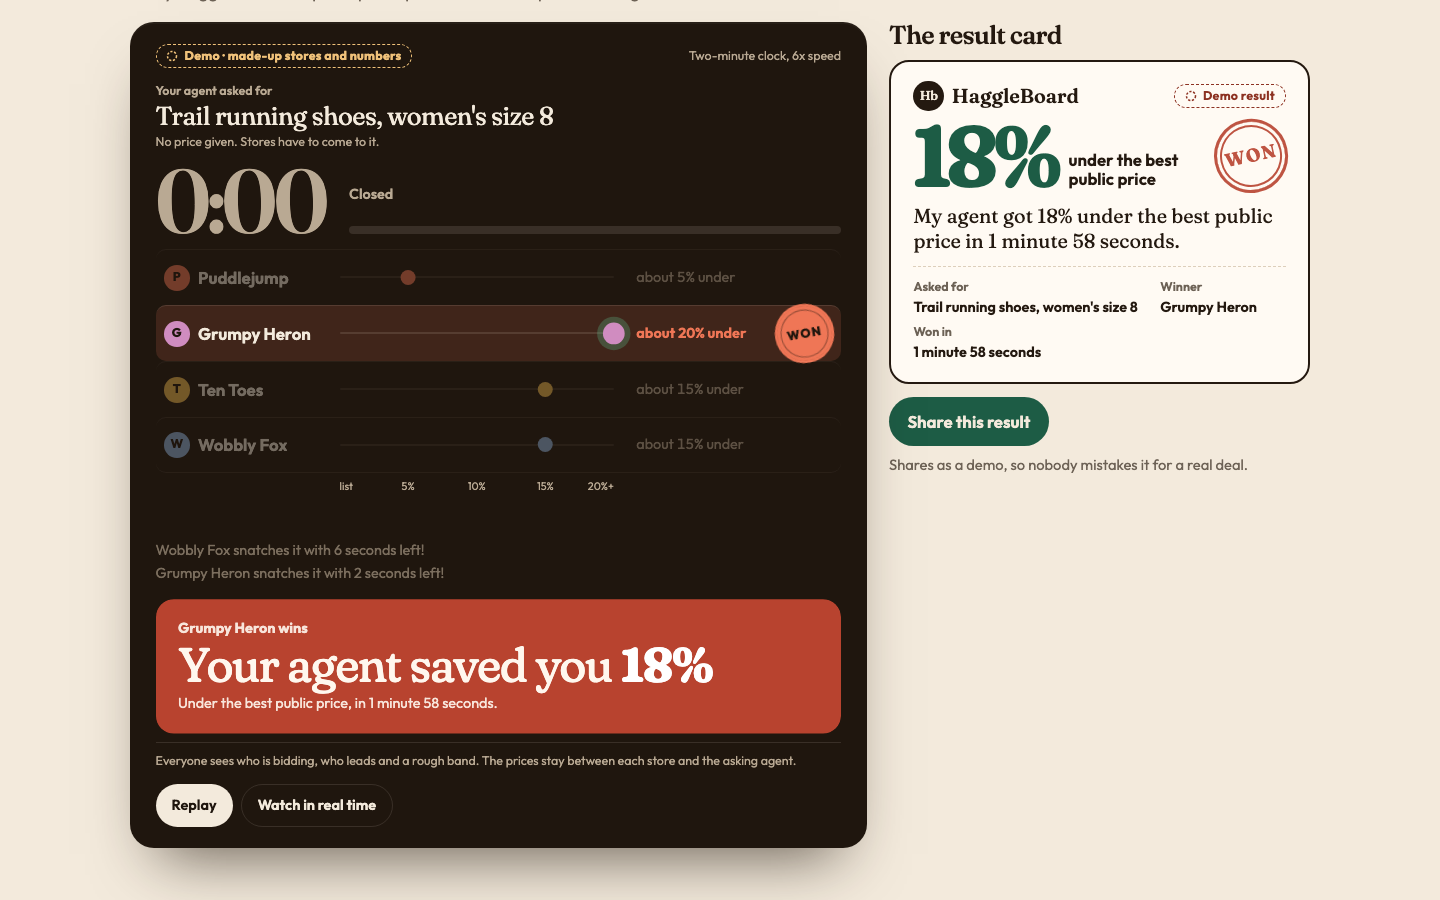 Demo · made-up stores and numbers
Two-minute clock, 6x speed
Your agent asked for
Trail running shoes, women's size 8
No price given. Stores have to come to it.
0:00
Closed
P Puddlejump about 5% under
G Grumpy Heron about 20% under WON
T Ten Toes about 15% under
W Wobbly Fox about 15% under
list 5% 10% 15% 20%+
Wobbly Fox snatches it with 6 seconds left!
Grumpy Heron snatches it with 2 seconds left!
Grumpy Heron wins
Your agent saved you 18%
Under the best public price, in 1 minute 58 seconds.
Everyone sees who is bidding, who leads and a rough band. The prices stay between each store and the asking agent.
Replay
Watch in real time
The result card
Hb HaggleBoard
Demo result
18% under the best
public price
WON
My agent got 18% under the best public
price in 1 minute 58 seconds.
Asked for
Trail running shoes, women's size 8
Winner
Grumpy Heron
Won in
1 minute 58 seconds
Share this result
Shares as a demo, so nobody mistakes it for a real deal.